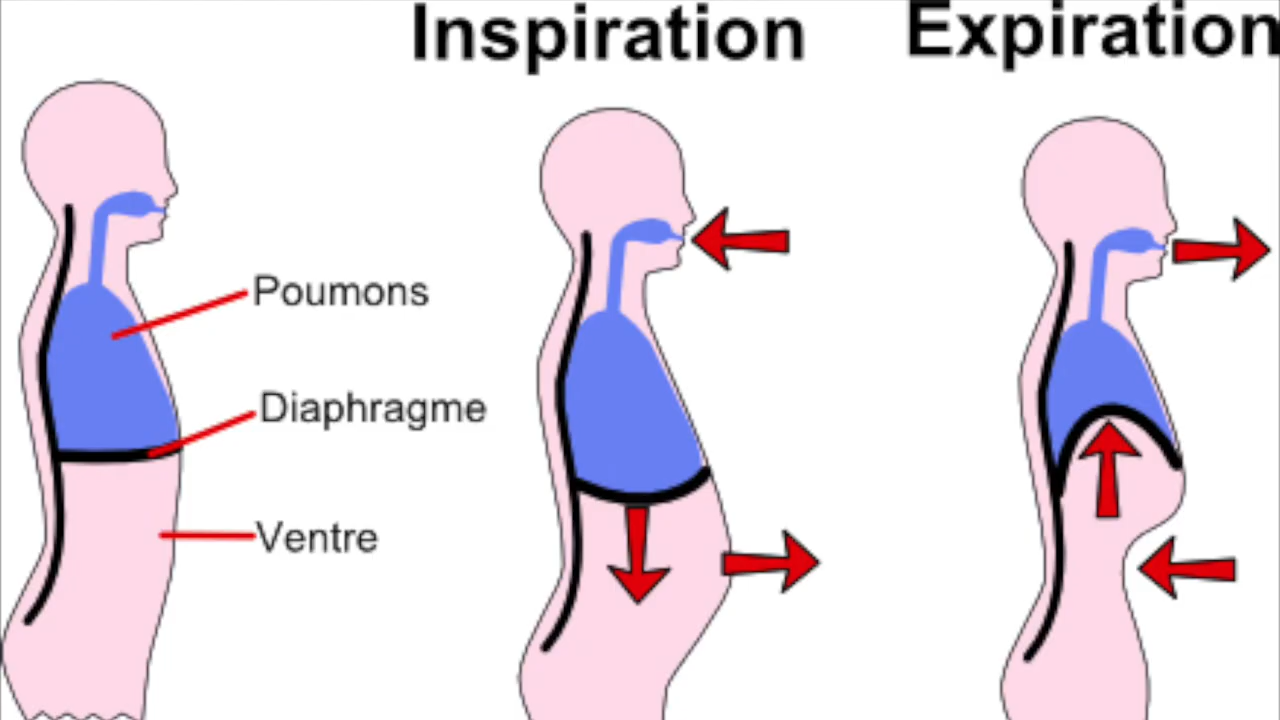 Inspiration
Expiration
Poumons
Diaphragme
Ventre